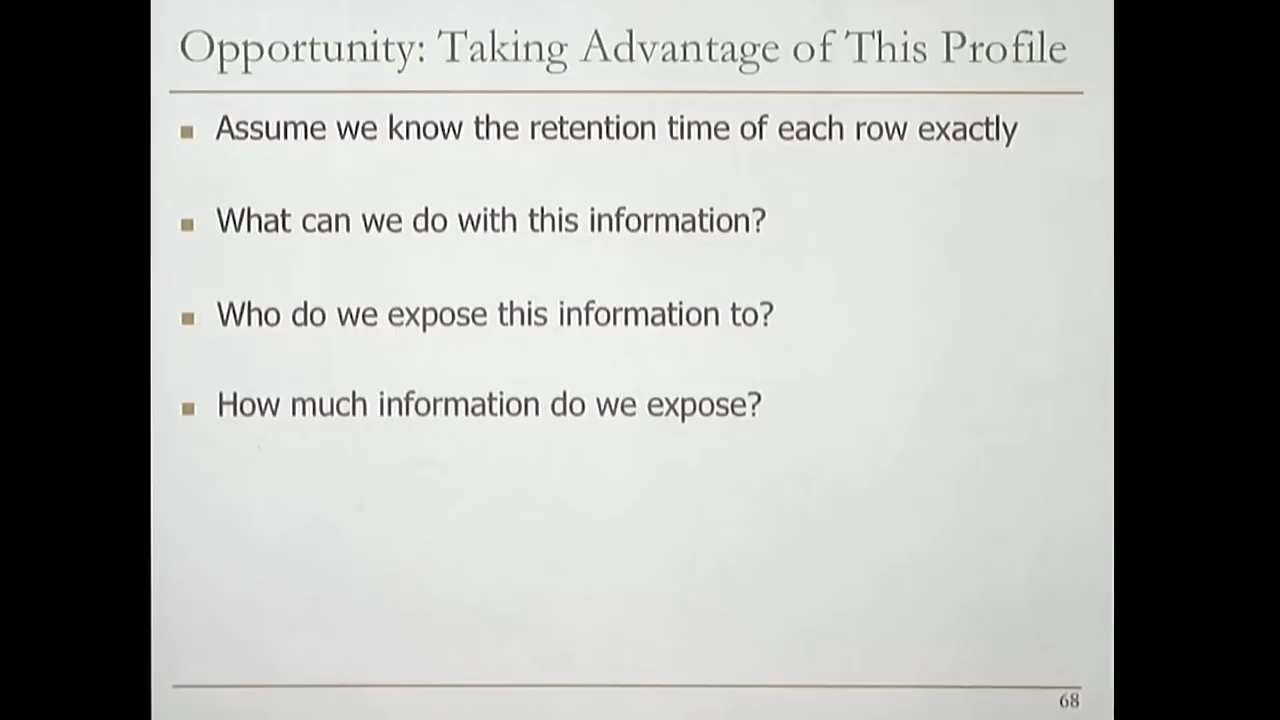 Opportunity: Taking Advantage of This Profile
Assume we know the retention time of each row exactly
What can we do with this information?
Who do we expose this information to?
How much information do we expose?
68